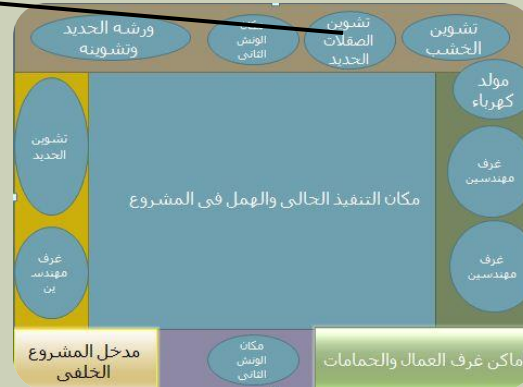 تشوين
الخشب
تشوين
الصقلات
الحديد
مكان
الونش
الثانى
ورشه الحديد
وتشوينه
مولد
كهرباء
تشوين
الحديد
غرف
مهندسين
مكان التنفيذ الحالى والهمل فى المشروع
غرف
مهندسين
غرف
مهندس
ين
ماكن غرف العمال والحمامات
مكان
الونش
الثانى
مدخل المشروع
الخلفى